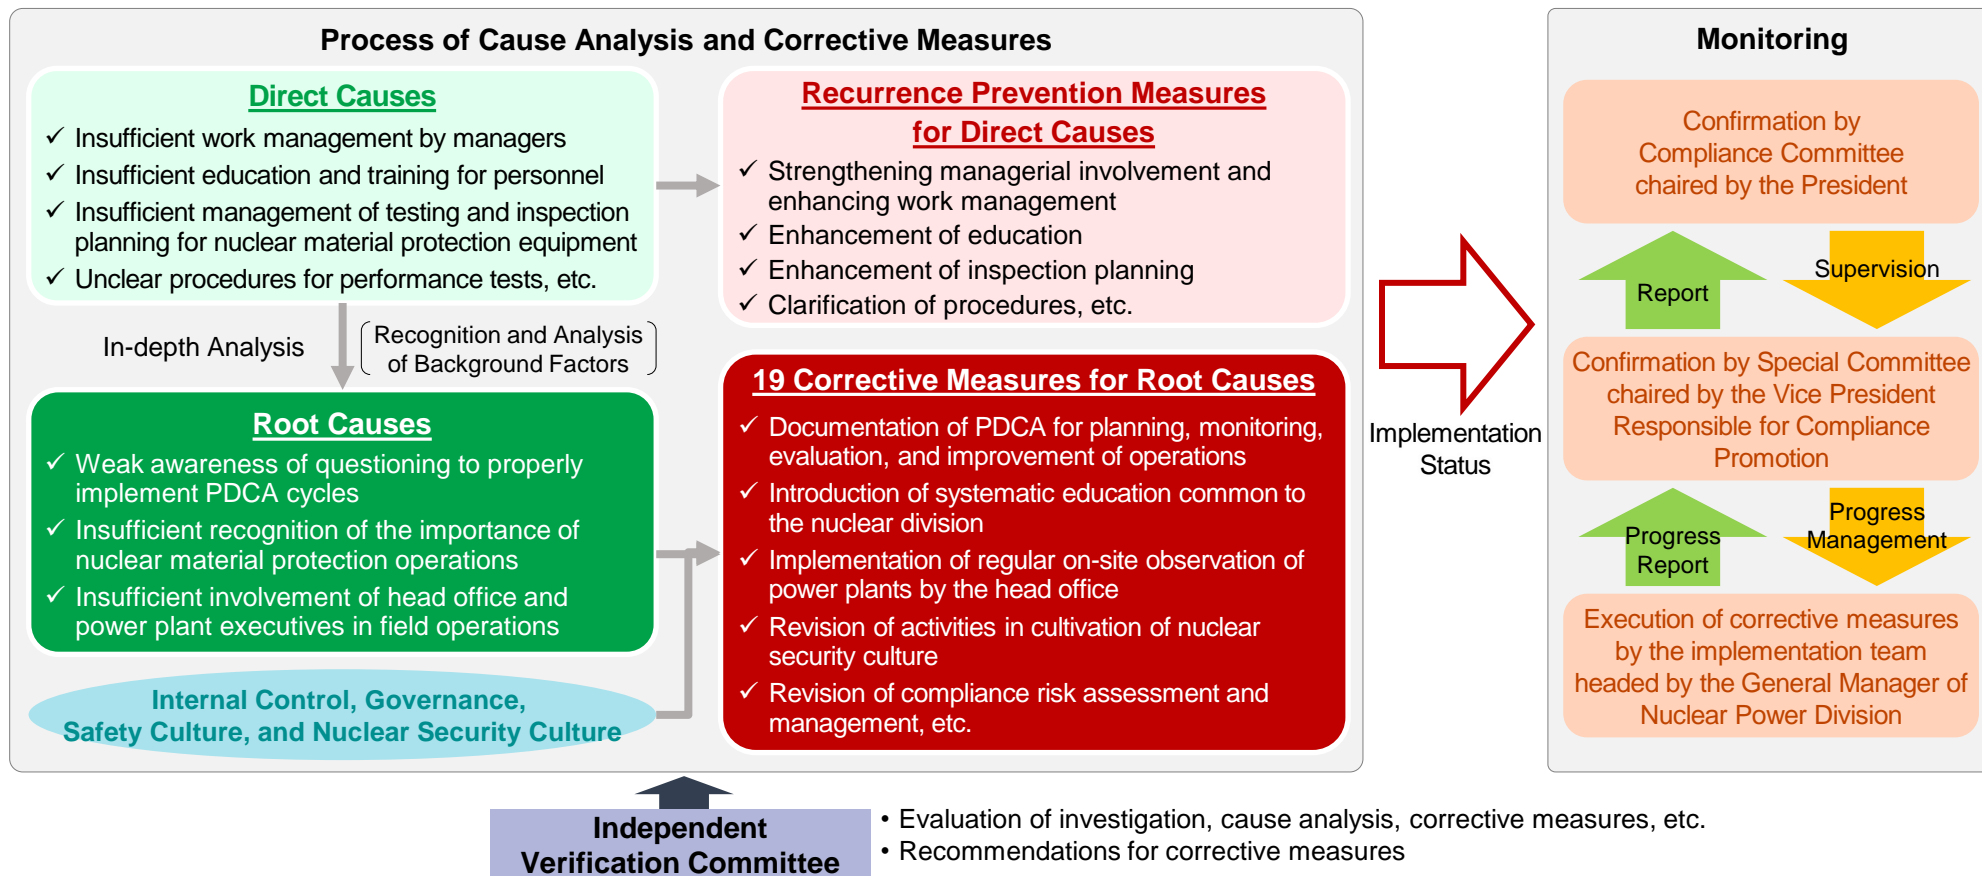 Process of Cause Analysis and Corrective Measures
Direct Causes
✓ Insufficient work management by managers
✓ Insufficient education and training for personnel
✓ Insufficient management of testing and inspection
planning for nuclear material protection equipment
✓ Unclear procedures for performance tests, etc.
In-depth Analysis
Recognition and Analysis
of Background Factors
Root Causes
✓ Weak awareness of questioning to properly
implement PDCA cycles
✓ Insufficient recognition of the importance of
nuclear material protection operations
✓ Insufficient involvement of head office and
power plant executives in field operations
Internal Control, Governance,
Safety Culture, and Nuclear Security Culture
Recurrence Prevention Measures
for Direct Causes
✓ Strengthening managerial involvement and
enhancing work management
✓ Enhancement of education
✓ Enhancement of inspection planning
✓ Clarification of procedures, etc.
19 Corrective Measures for Root Causes
✓ Documentation of PDCA for planning, monitoring,
evaluation, and improvement of operations
✓ Introduction of systematic education common to
the nuclear division
✓ Implementation of regular on-site observation of
power plants by the head office
✓ Revision of activities in cultivation of nuclear
security culture
✓ Revision of compliance risk assessment and
management, etc.
Implementation
Status
Monitoring
Confirmation by
Compliance Committee
chaired by the President
Report
Supervision
Confirmation by Special Committee
chaired by the Vice President
Responsible for Compliance
Promotion
Progress
Report
Progress
Management
Execution of corrective measures
by the implementation team
headed by the General Manager of
Nuclear Power Division
Independent
Verification Committee
• Evaluation of investigation, cause analysis, corrective measures, etc.
• Recommendations for corrective measures